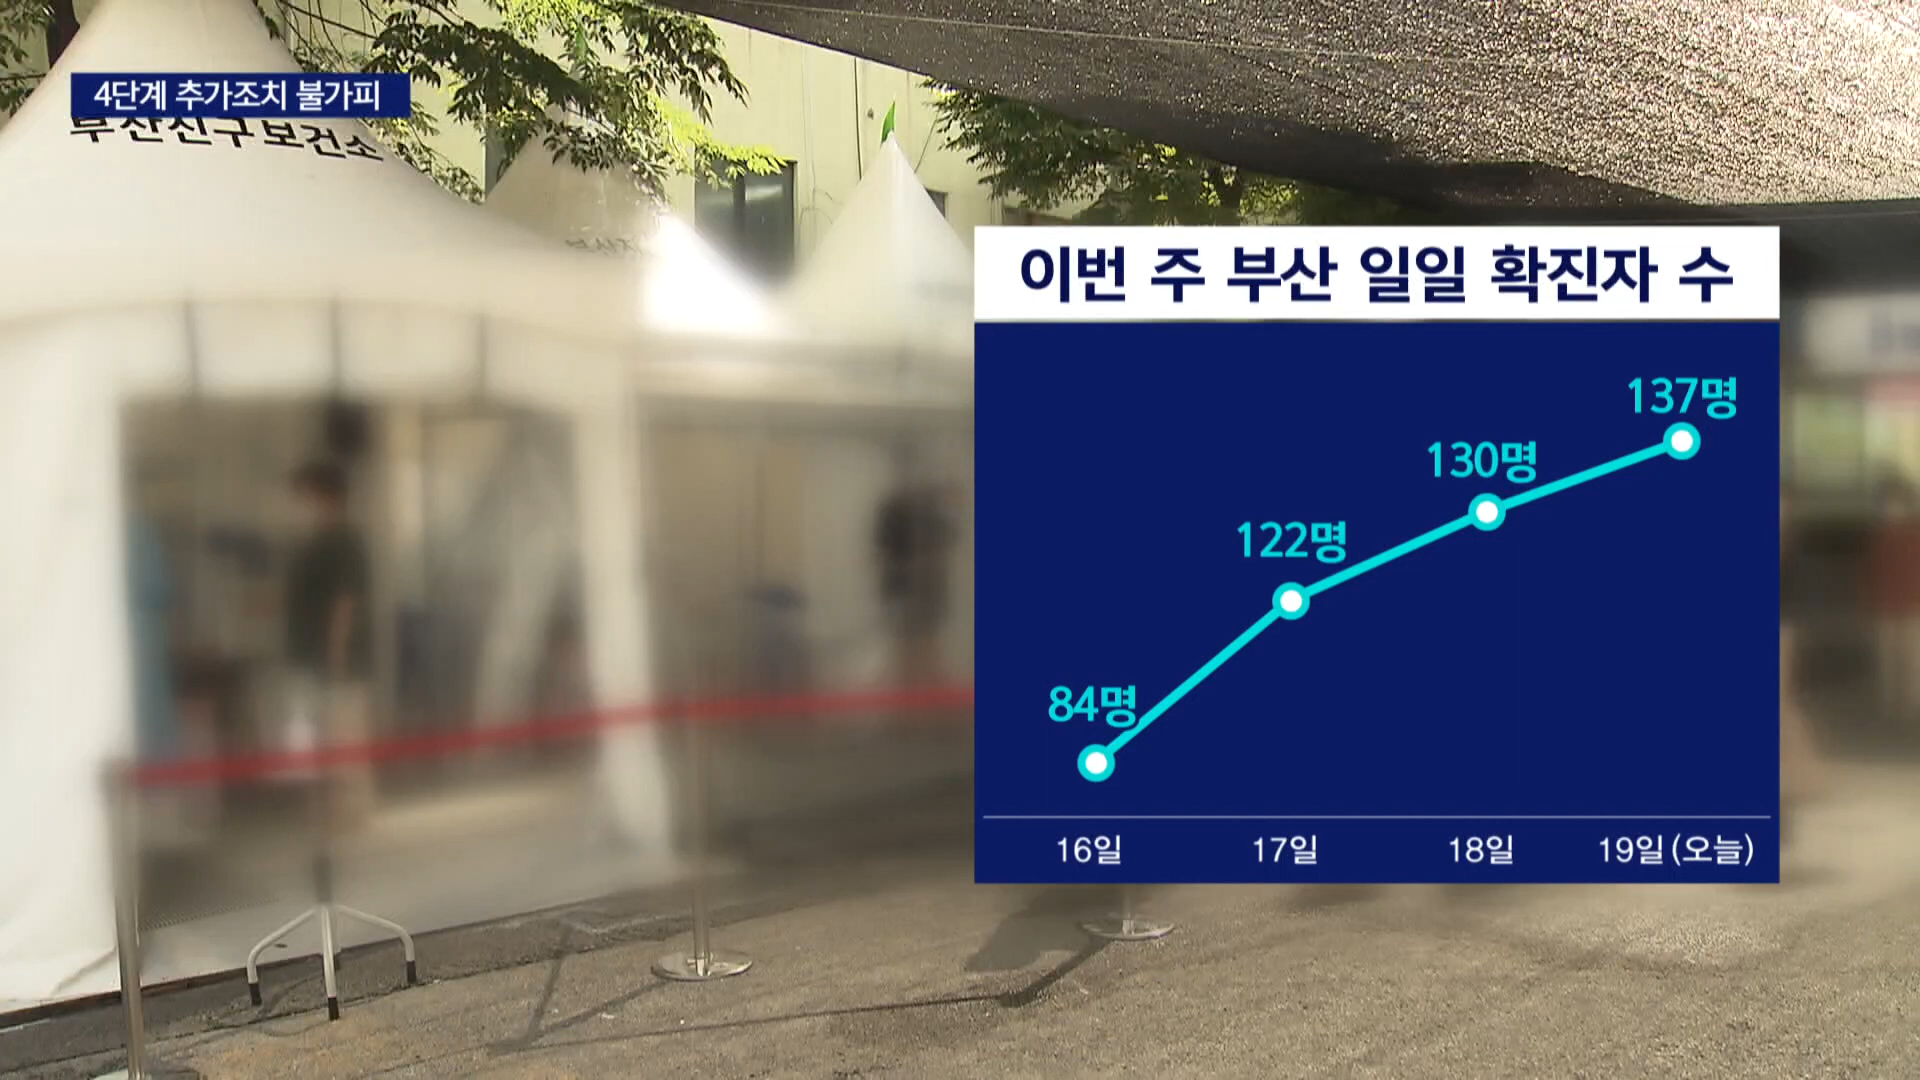 4단계 추가조치 불가피
부산진구보건소
이번 주 부산 일일 확진자 수
137명
130명
122명
84명
16일 17일 18일 19일(오늘)